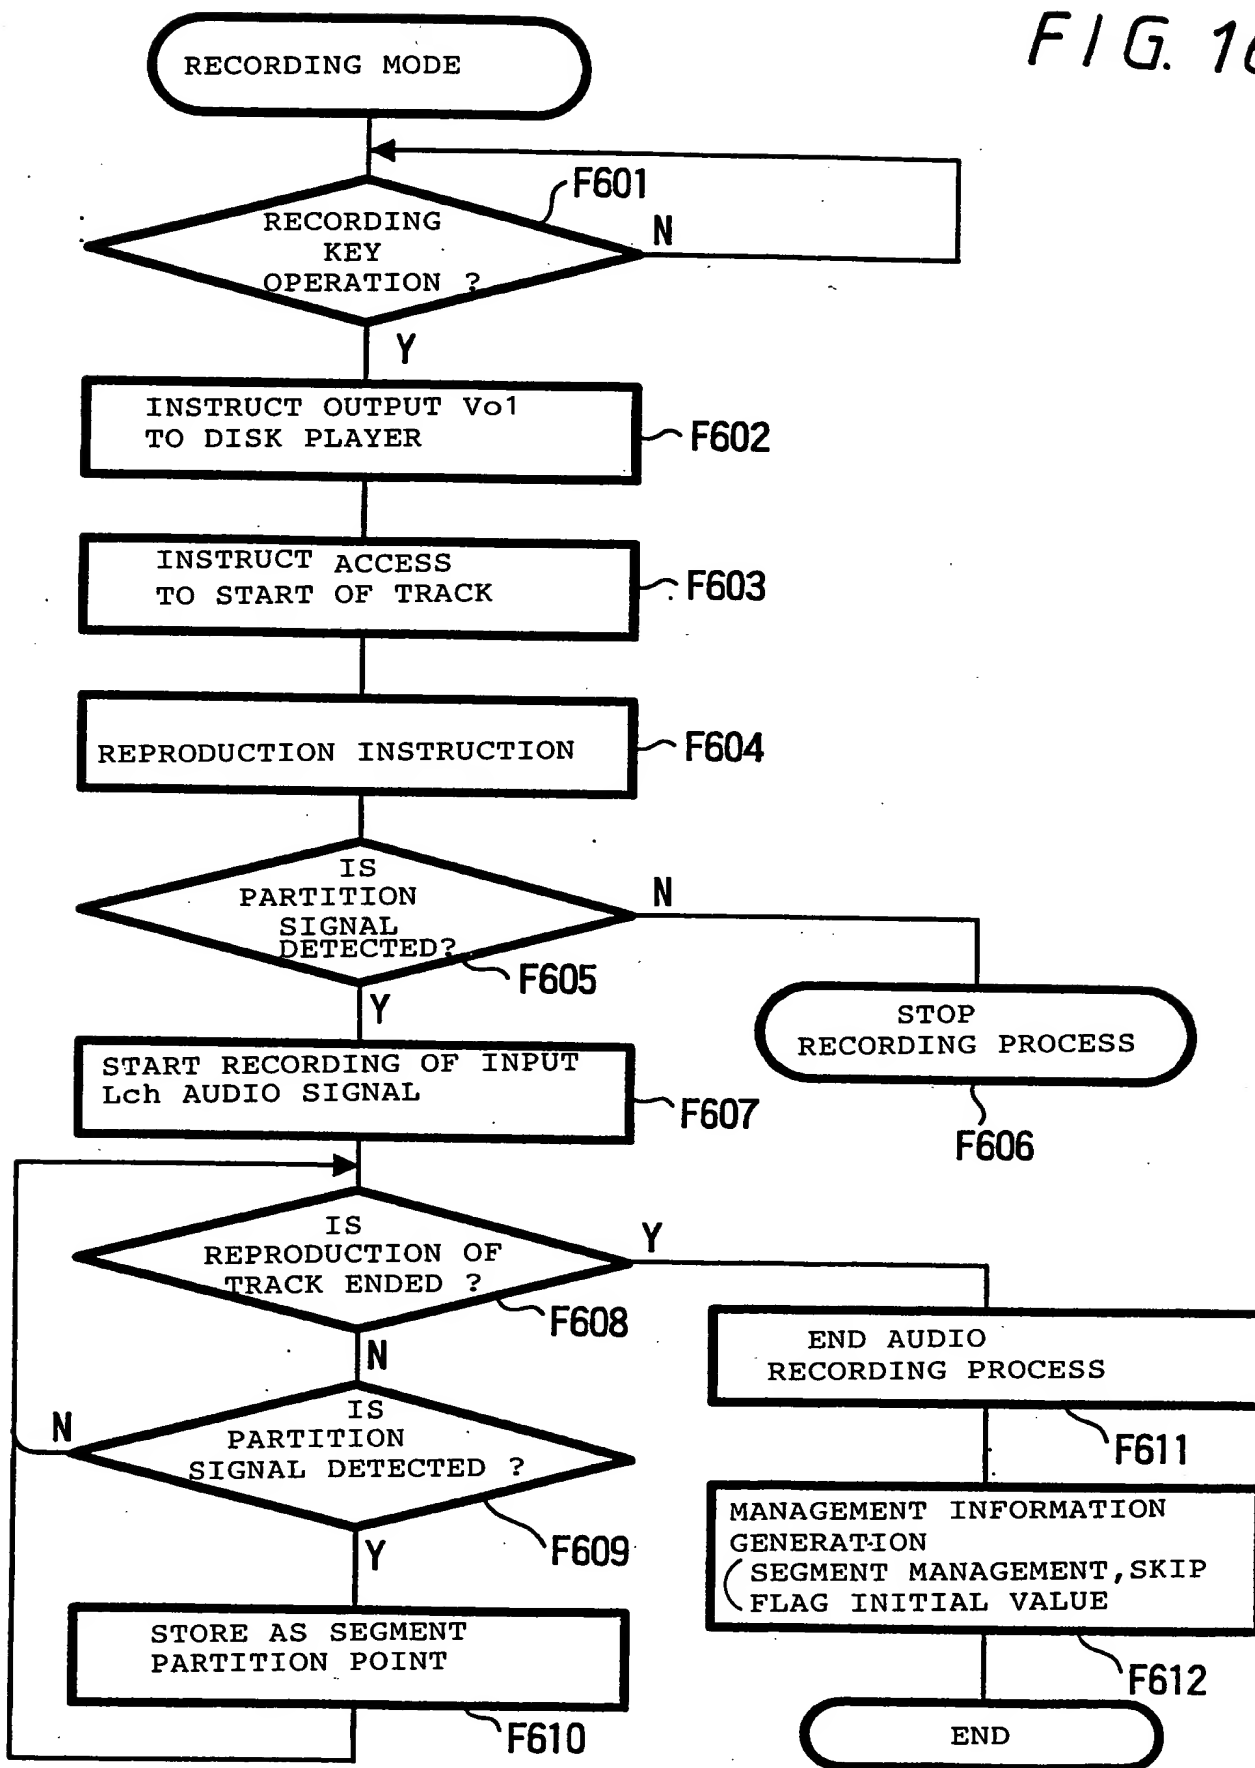 FIG. 16
RECORDING MODE
F601
RECORDING
KEY
OPERATION ?
N
Y
INSTRUCT OUTPUT Vo1
TO DISK PLAYER
F602
INSTRUCT ACCESS
TO START OF TRACK
F603
REPRODUCTION INSTRUCTION
F604
IS
PARTITION
SIGNAL
DETECTED?
N
F605
Y
STOP
RECORDING PROCESS
F606
START RECORDING OF INPUT
Lch AUDIO SIGNAL
F607
IS
REPRODUCTION OF
TRACK ENDED ?
Y
F608
N
END AUDIO
RECORDING PROCESS
F611
IS
PARTITION
SIGNAL DETECTED ?
N
F609
Y
MANAGEMENT INFORMATION
GENERATION
(SEGMENT MANAGEMENT,SKIP
FLAG INITIAL VALUE
F612
STORE AS SEGMENT
PARTITION POINT
F610
END